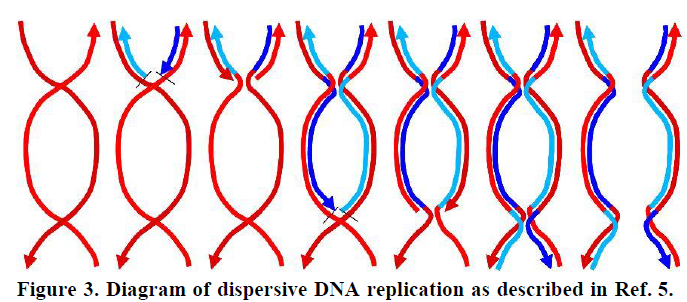 Figure 3. Diagram of dispersive DNA replication as described in Ref. 5.